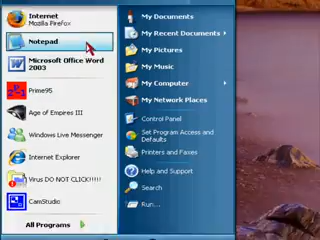 Internet
Mozilla Firefox
Notepad
Microsoft Office Word
2003
Prime95
Age of Empires III
Windows Live Messenger
Internet Explorer
Virus DO NOT CLICK!!!!!
CamStudio
All Programs
My Documents
My Recent Documents
My Pictures
My Music
My Computer
My Network Places
Control Panel
Set Program Access and
Defaults
Printers and Faxes
Help and Support
Search
Run...